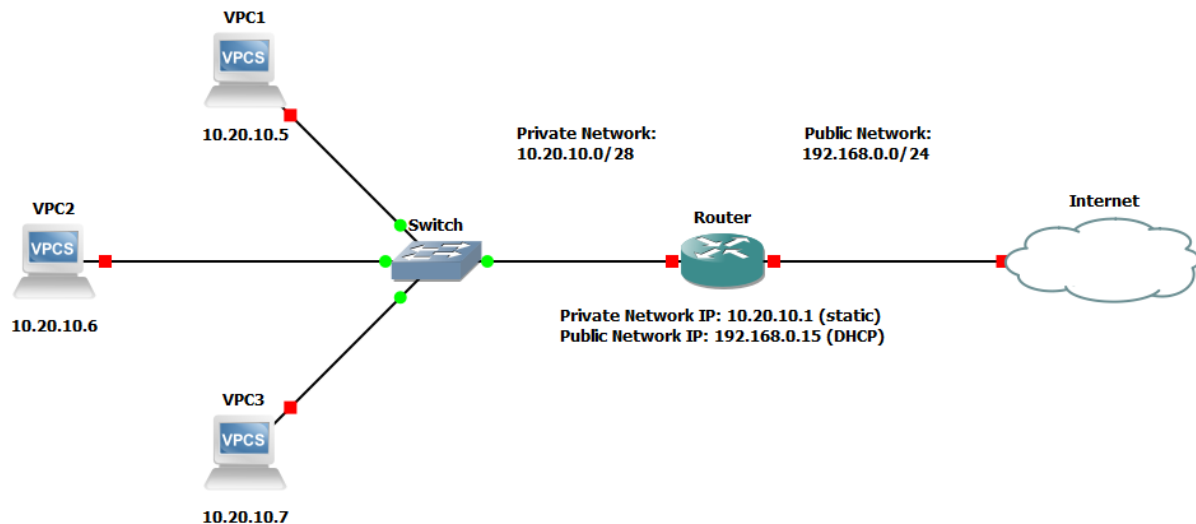 VPC1
VPCS
10.20.10.5
Private Network:
10.20.10.0/28
Public Network:
192.168.0.0/24
VPC2
VPCS
10.20.10.6
Switch
Router
Internet
Private Network IP: 10.20.10.1 (static)
Public Network IP: 192.168.0.15 (DHCP)
VPC3
VPCS
10.20.10.7